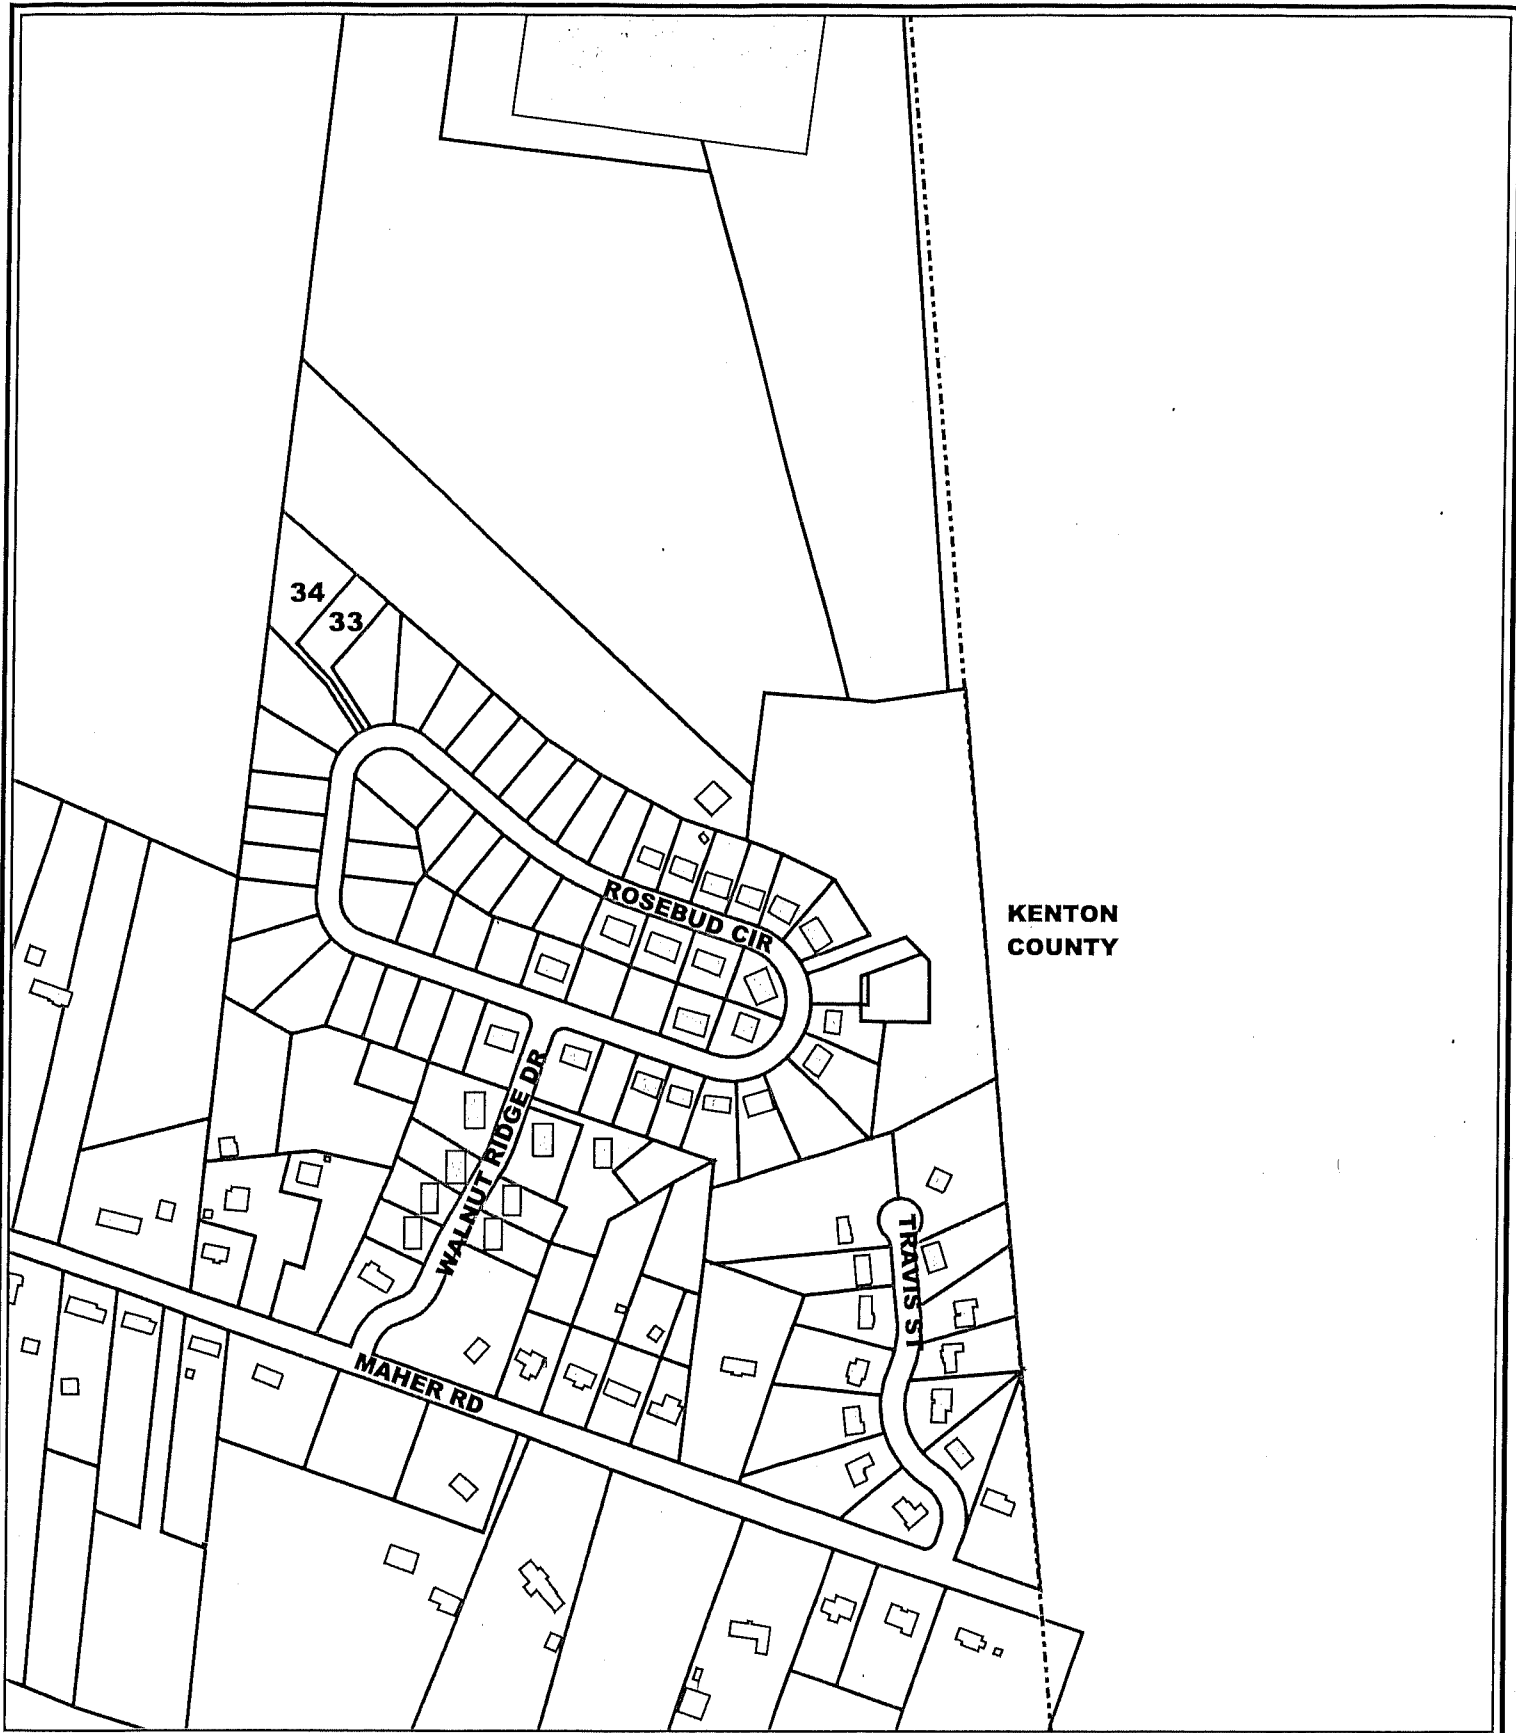 34
33
ROSEBUD CIR
KENTON
COUNTY
WALNUT RIDGE DR
TRAVIS ST
MAHER RD